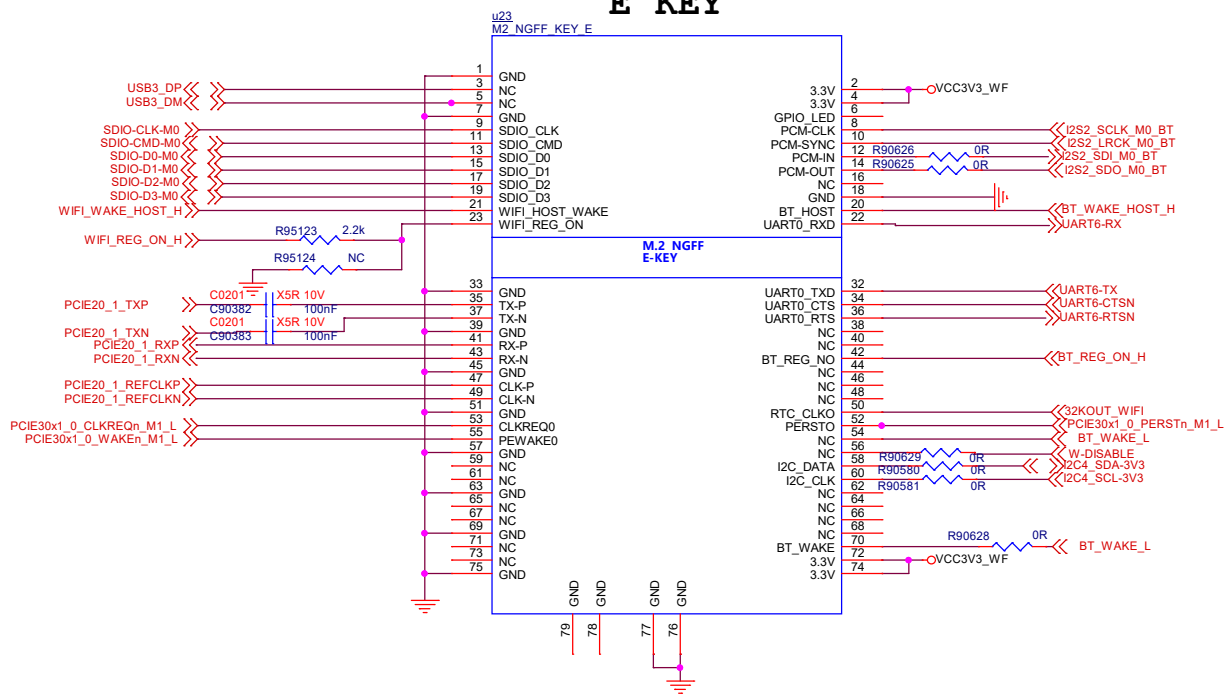 E KEY
u23
M2_NGFF_KEY_E
USB3_DP 3 NC
USB3_DM 5 NC
1 GND
7 GND
SDIO-CLK-M0 9 SDIO_CLK
SDIO-CMD-M0 11 SDIO_CMD
SDIO-D0-M0 13 SDIO_D0
SDIO-D1-M0 15 SDIO_D1
SDIO-D2-M0 17 SDIO_D2
SDIO-D3-M0 19 SDIO_D3
WIFI_WAKE_HOST_H 21 WIFI_HOST_WAKE
23 WIFI_REG_ON
WIFI_REG_ON_H R95123 2.2k
R95124 NC
3.3V 2 VCC3V3_WF
3.3V 4
GPIO_LED 6
PCM-CLK 8 I2S2_SCLK_M0_BT
PCM-SYNC 10 I2S2_LRCK_M0_BT
PCM-IN 12 R90626 0R I2S2_SDI_M0_BT
PCM-OUT 14 R90625 0R I2S2_SDO_M0_BT
NC 16
GND 18
BT_HOST 20 BT_WAKE_HOST_H
UART0_RXD 22 UART6-RX
M.2 NGFF
E-KEY
33 GND
PCIE20_1_TXP C0201 X5R 10V 35 TX-P
C90382 100nF
37 TX-N
PCIE20_1_TXN C0201 X5R 10V
C90383 100nF
39 GND
PCIE20_1_RXP 41 RX-P
PCIE20_1_RXN 43 RX-N
45 GND
PCIE20_1_REFCLKP 47 CLK-P
PCIE20_1_REFCLKN 49 CLK-N
51 GND
PCIE30x1_0_CLKREQn_M1_L 53 CLKREQ0
PCIE30x1_0_WAKEn_M1_L 55 PEWAKE0
57 GND
59 NC
61 NC
63 GND
65 NC
67 NC
69 GND
71 NC
73 NC
75 GND
UART0_TXD 32 UART6-TX
UART0_CTS 34 UART6-CTSN
UART0_RTS 36 UART6-RTSN
NC 38
NC 40
BT_REG_NO 42 BT_REG_ON_H
NC 44
NC 46
NC 48
RTC_CLKO 50 32KOUT_WIFI
PERSTO 52 PCIE30x1_0_PERSTn_M1_L
NC 54 BT_WAKE_L
NC 56 R90629 0R W-DISABLE
I2C_DATA 58 R90580 0R I2C4_SDA-3V3
I2C_CLK 60 R90581 0R I2C4_SCL-3V3
NC 62
NC 64
NC 66
NC 68
BT_WAKE 70 R90628 0R BT_WAKE_L
3.3V 72 VCC3V3_WF
3.3V 74
GND GND GND GND
79 78 77 76